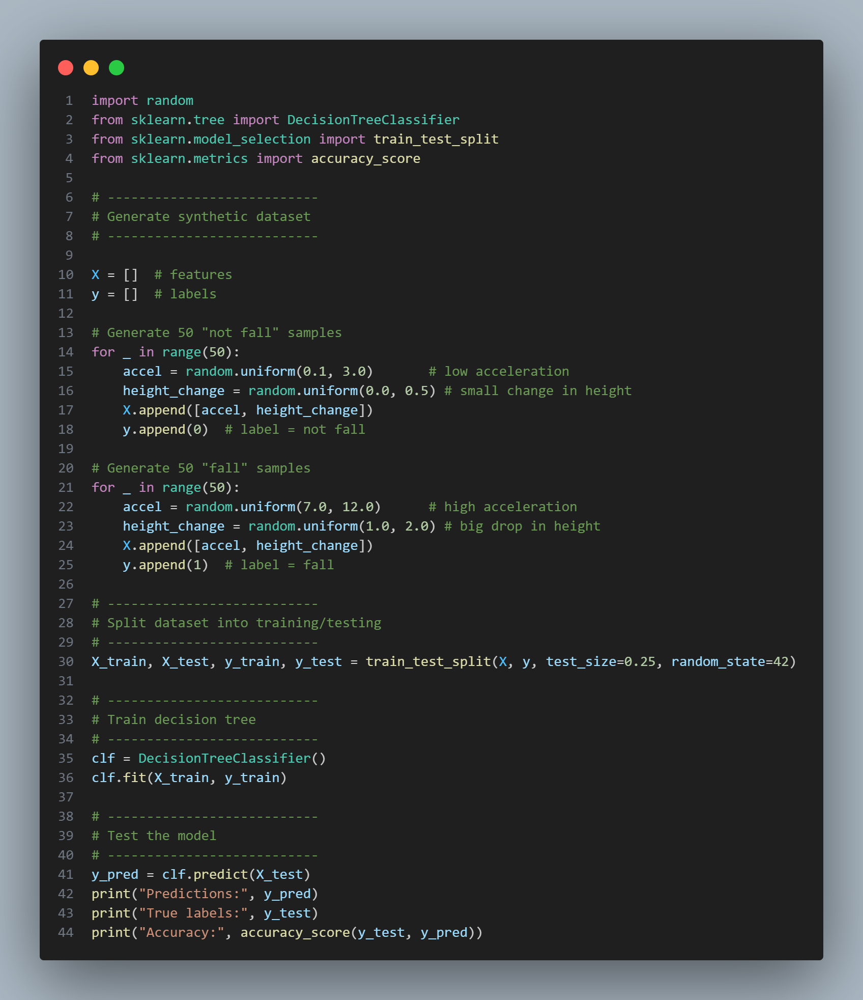 1 import random
2 from sklearn.tree import DecisionTreeClassifier
3 from sklearn.model_selection import train_test_split
4 from sklearn.metrics import accuracy_score
5
6 # ---------------------------
7 # Generate synthetic dataset
8 # ---------------------------
9
10 X = []  # features
11 y = []  # labels
12
13 # Generate 50 "not fall" samples
14 for _ in range(50):
15     accel = random.uniform(0.1, 3.0)       # low acceleration
16     height_change = random.uniform(0.0, 0.5) # small change in height
17     X.append([accel, height_change])
18     y.append(0)  # label = not fall
19
20 # Generate 50 "fall" samples
21 for _ in range(50):
22     accel = random.uniform(7.0, 12.0)      # high acceleration
23     height_change = random.uniform(1.0, 2.0) # big drop in height
24     X.append([accel, height_change])
25     y.append(1)  # label = fall
26
27 # ---------------------------
28 # Split dataset into training/testing
29 # ---------------------------
30 X_train, X_test, y_train, y_test = train_test_split(X, y, test_size=0.25, random_state=42)
31
32 # ---------------------------
33 # Train decision tree
34 # ---------------------------
35 clf = DecisionTreeClassifier()
36 clf.fit(X_train, y_train)
37
38 # ---------------------------
39 # Test the model
40 # ---------------------------
41 y_pred = clf.predict(X_test)
42 print("Predictions:", y_pred)
43 print("True labels:", y_test)
44 print("Accuracy:", accuracy_score(y_test, y_pred))